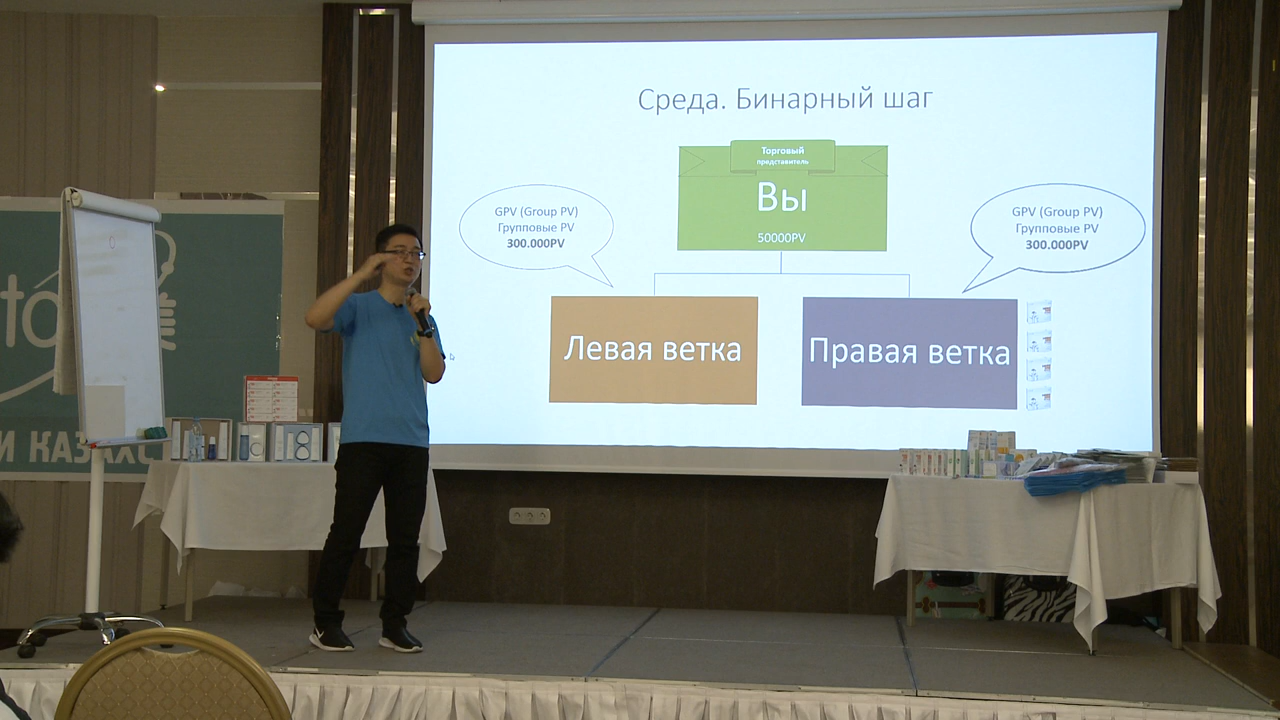 Среда. Бинарный шаг
Торговый
представитель
Вы
50000PV
GPV (Group PV)
Групповые PV
300.000PV
GPV (Group PV)
Групповые PV
300.000PV
Левая ветка
Правая ветка
И КАЗАХСТ